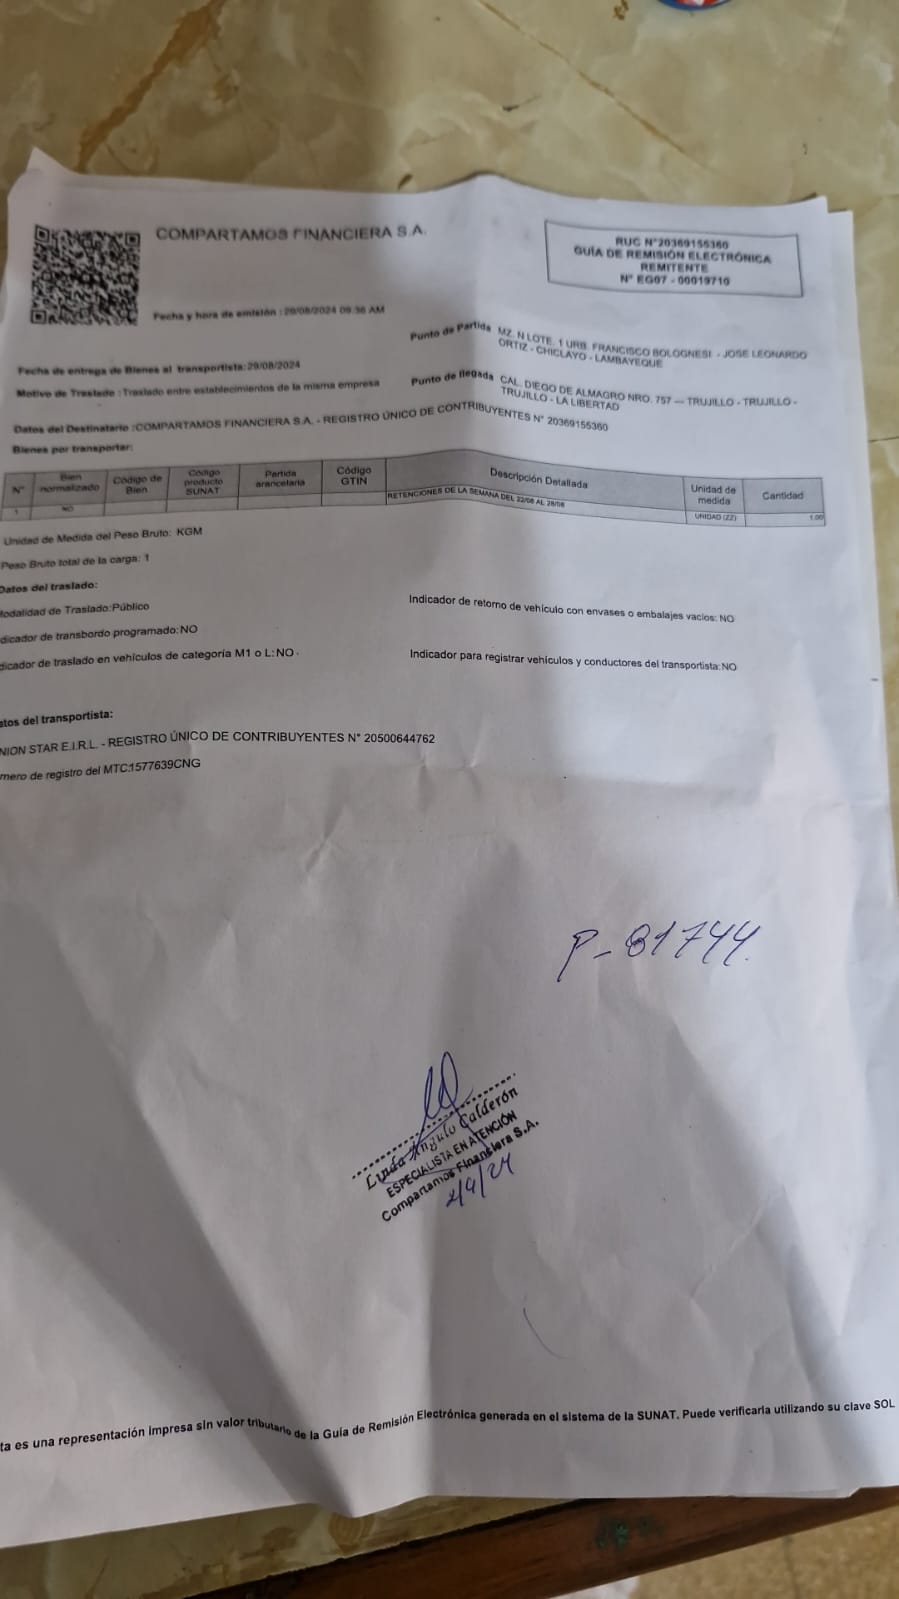 COMPARTAMOS FINANCIERA S.A.
RUC N°20369155360
GUÍA DE REMISIÓN ELECTRÓNICA
REMITENTE
N° EG07 - 00019710
Fecha y hora de emisión : 29/08/2024 09:36 AM
Punto de Partida MZ. N LOTE. 1 URB. FRANCISCO BOLOGNESI - JOSE LEONARDO
ORTIZ - CHICLAYO - LAMBAYEQUE
Fecha de entrega de Bienes al transportista:29/08/2024
Motivo de Traslado :Traslado entre establecimientos de la misma empresa
Punto de llegada CAL. DIEGO DE ALMAGRO NRO. 757 --- TRUJILLO - TRUJILLO -
TRUJILLO - LA LIBERTAD
Datos del Destinatario :COMPARTAMOS FINANCIERA S.A. - REGISTRO ÚNICO DE CONTRIBUYENTES N° 20369155360
Bienes por transportar:
N° Bien normalizado Código de Bien Código producto SUNAT Partida arancelaria Código GTIN Descripción Detallada Unidad de medida Cantidad
1 NO RETENCIONES DE LA SEMANA DEL 22/08 AL 28/08 UNIDAD (ZZ) 1.00
Unidad de Medida del Peso Bruto: KGM
Peso Bruto total de la carga: 1
Datos del traslado:
Modalidad de Traslado:Público
Indicador de retorno de vehículo con envases o embalajes vacíos: NO
dicador de transbordo programado:NO
dicador de traslado en vehículos de categoría M1 o L:NO
Indicador para registrar vehículos y conductores del transportista:NO
atos del transportista:
NION STAR E.I.R.L. - REGISTRO ÚNICO DE CONTRIBUYENTES N° 20500644762
mero de registro del MTC:1577639CNG
P-81744.
Linda Angulo Calderón
ESPECIALISTA EN ATENCIÓN
Compartamos Financiera S.A.
2/9/24
ta es una representación impresa sin valor tributario de la Guía de Remisión Electrónica generada en el sistema de la SUNAT. Puede verificarla utilizando su clave SOL